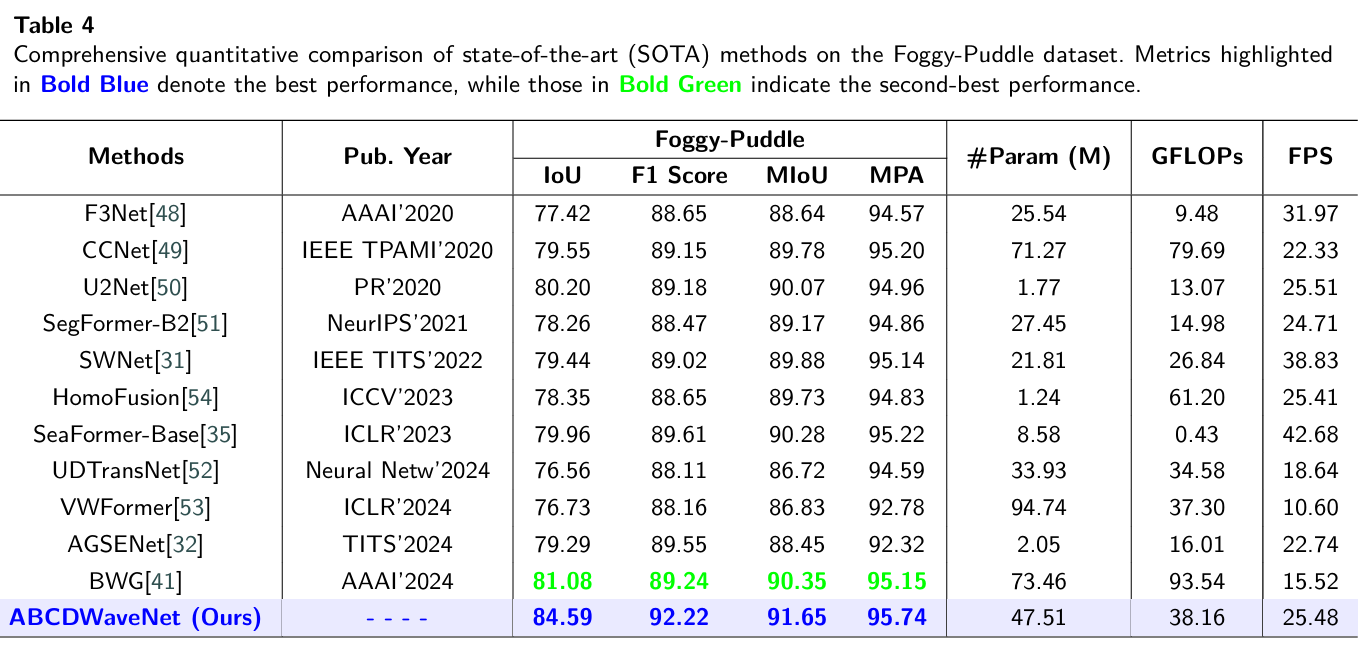 Table 4
Comprehensive quantitative comparison of state-of-the-art (SOTA) methods on the Foggy-Puddle dataset. Metrics highlighted
in Bold Blue denote the best performance, while those in Bold Green indicate the second-best performance.
Methods Pub. Year Foggy-Puddle #Param (M) GFLOPs FPS
IoU F1 Score MIoU MPA
F3Net[48] AAAI'2020 77.42 88.65 88.64 94.57 25.54 9.48 31.97
CCNet[49] IEEE TPAMI'2020 79.55 89.15 89.78 95.20 71.27 79.69 22.33
U2Net[50] PR'2020 80.20 89.18 90.07 94.96 1.77 13.07 25.51
SegFormer-B2[51] NeurIPS'2021 78.26 88.47 89.17 94.86 27.45 14.98 24.71
SWNet[31] IEEE TITS'2022 79.44 89.02 89.88 95.14 21.81 26.84 38.83
HomoFusion[54] ICCV'2023 78.35 88.65 89.73 94.83 1.24 61.20 25.41
SeaFormer-Base[35] ICLR'2023 79.96 89.61 90.28 95.22 8.58 0.43 42.68
UDTransNet[52] Neural Netw'2024 76.56 88.11 86.72 94.59 33.93 34.58 18.64
VWFormer[53] ICLR'2024 76.73 88.16 86.83 92.78 94.74 37.30 10.60
AGSENet[32] TITS'2024 79.29 89.55 88.45 92.32 2.05 16.01 22.74
BWG[41] AAAI'2024 81.08 89.24 90.35 95.15 73.46 93.54 15.52
ABCDWaveNet (Ours) - - - - 84.59 92.22 91.65 95.74 47.51 38.16 25.48